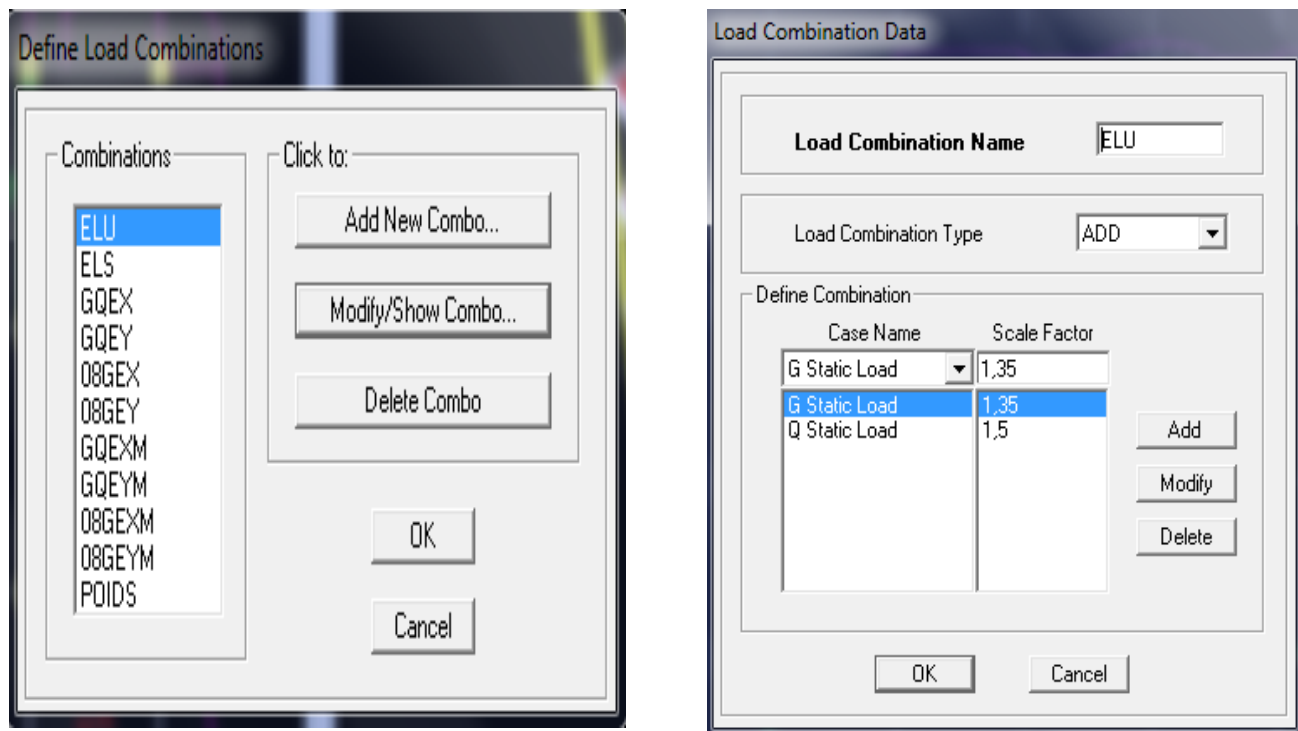 Define Load Combinations
Combinations
ELU
ELS
GQEX
GQEY
08GEX
08GEY
GQEXM
GQEYM
08GEXM
08GEYM
POIDS
Click to:
Add New Combo...
Modify/Show Combo...
Delete Combo
OK
Cancel
Load Combination Data
Load Combination Name ELU
Load Combination Type ADD
Define Combination
Case Name Scale Factor
G Static Load 1,35
G Static Load 1,35
Q Static Load 1,5
Add
Modify
Delete
OK Cancel